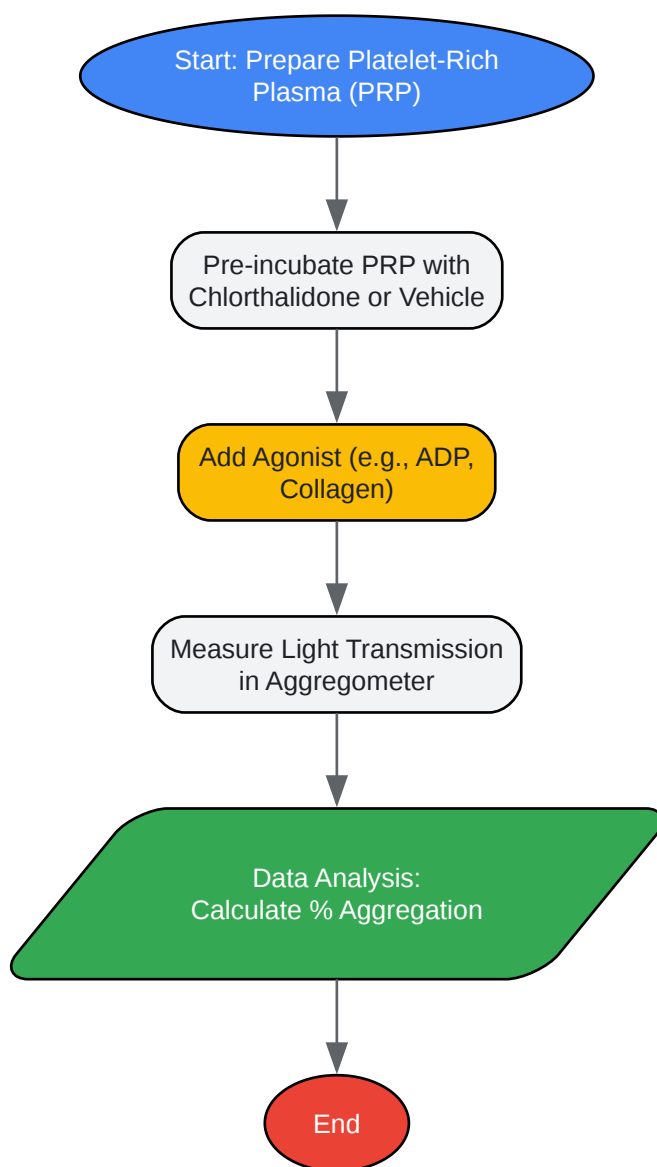 Start: Prepare Platelet-Rich
Plasma (PRP)
Pre-incubate PRP with
Chlorthalidone or Vehicle
Add Agonist (e.g., ADP,
Collagen)
Measure Light Transmission
in Aggregometer
Data Analysis:
Calculate % Aggregation
End